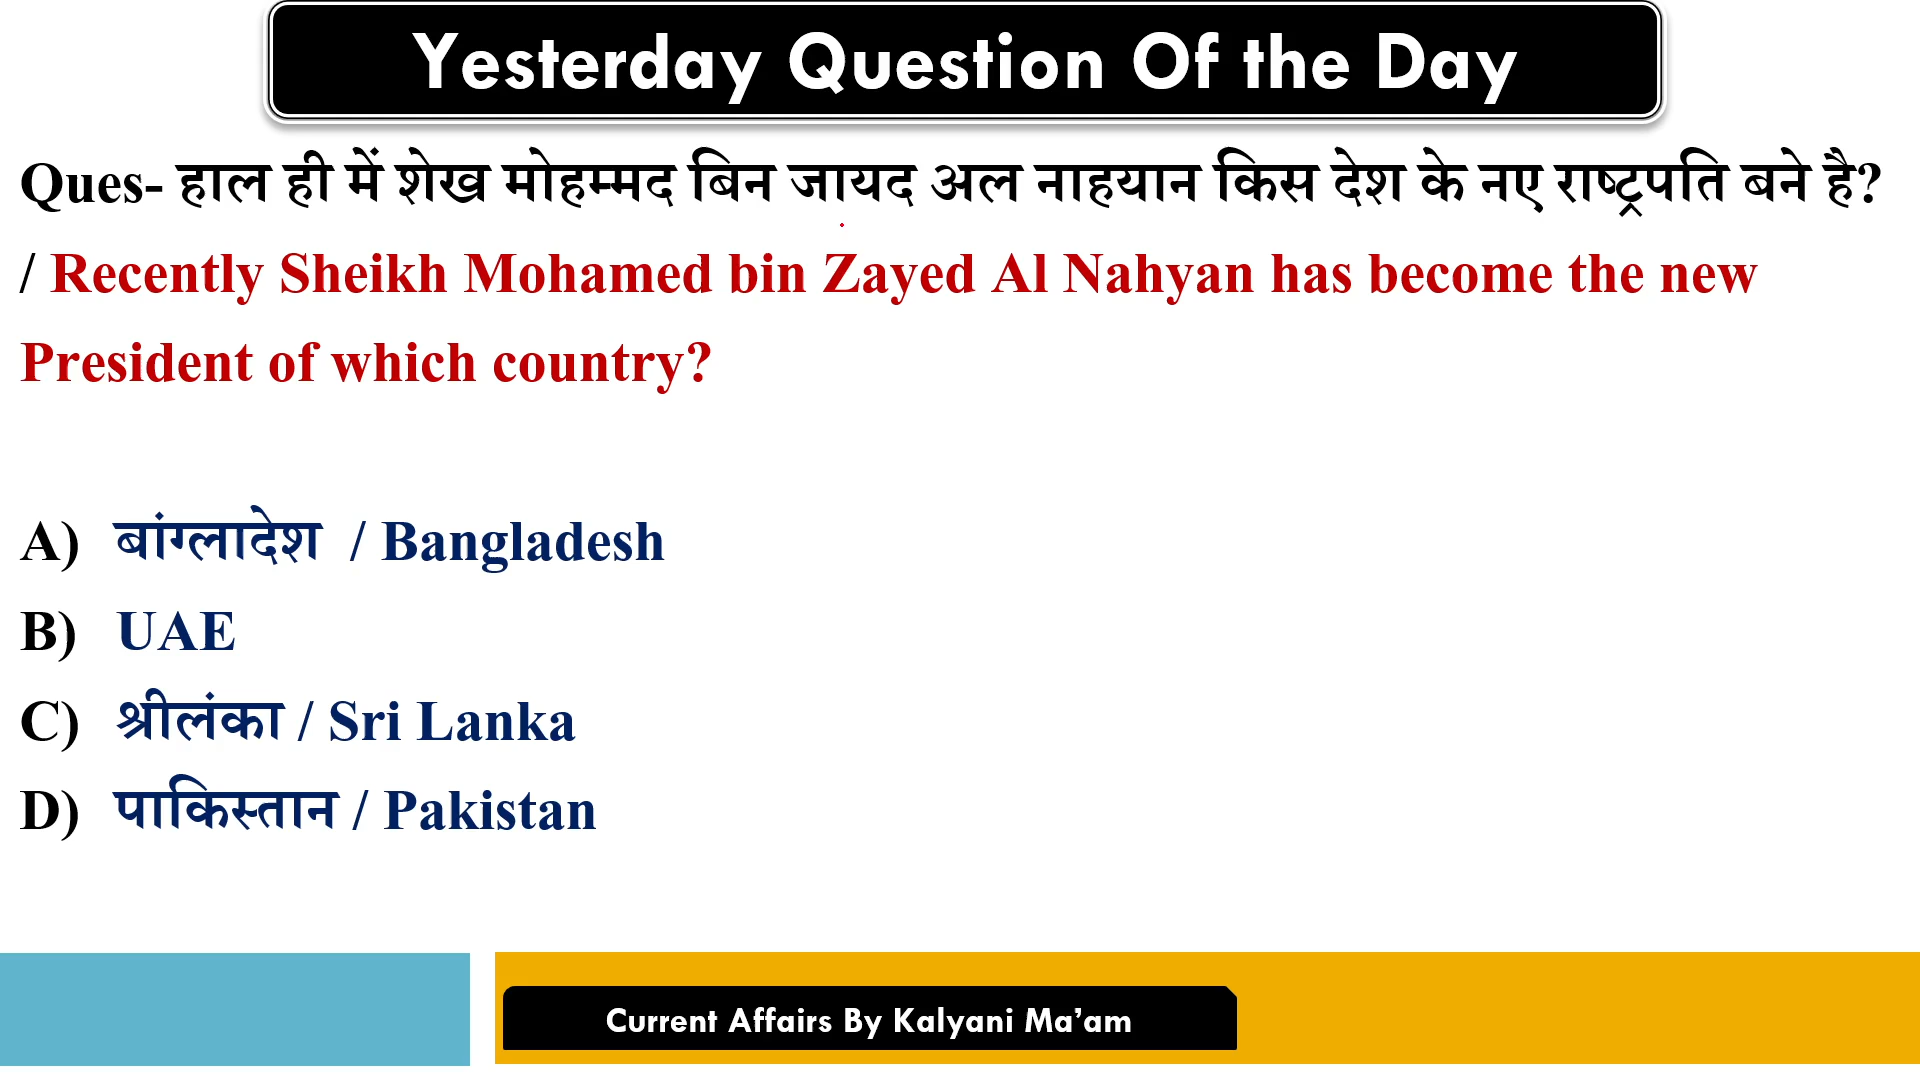 Yesterday Question Of the Day
Ques- हाल ही में शेख मोहम्मद बिन जायद अल नाहयान किस देश के नए राष्ट्रपति बने है?
/ Recently Sheikh Mohamed bin Zayed Al Nahyan has become the new
President of which country?
A) बांग्लादेश / Bangladesh
B) UAE
C) श्रीलंका / Sri Lanka
D) पाकिस्तान / Pakistan
Current Affairs By Kalyani Ma’am